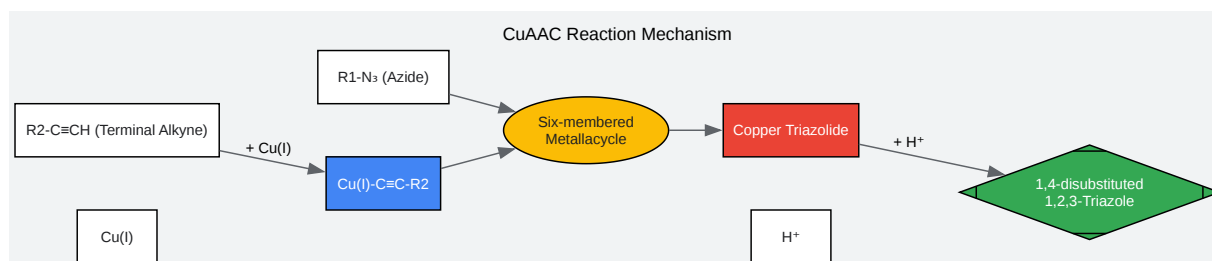 CuAAC Reaction Mechanism
R1-N₃ (Azide)
R2-C≡CH (Terminal Alkyne)
+ Cu(I)
Cu(I)-C≡C-R2
Six-membered
Metallacycle
Copper Triazolide
+ H⁺
1,4-disubstituted
1,2,3-Triazole
Cu(I)
H⁺